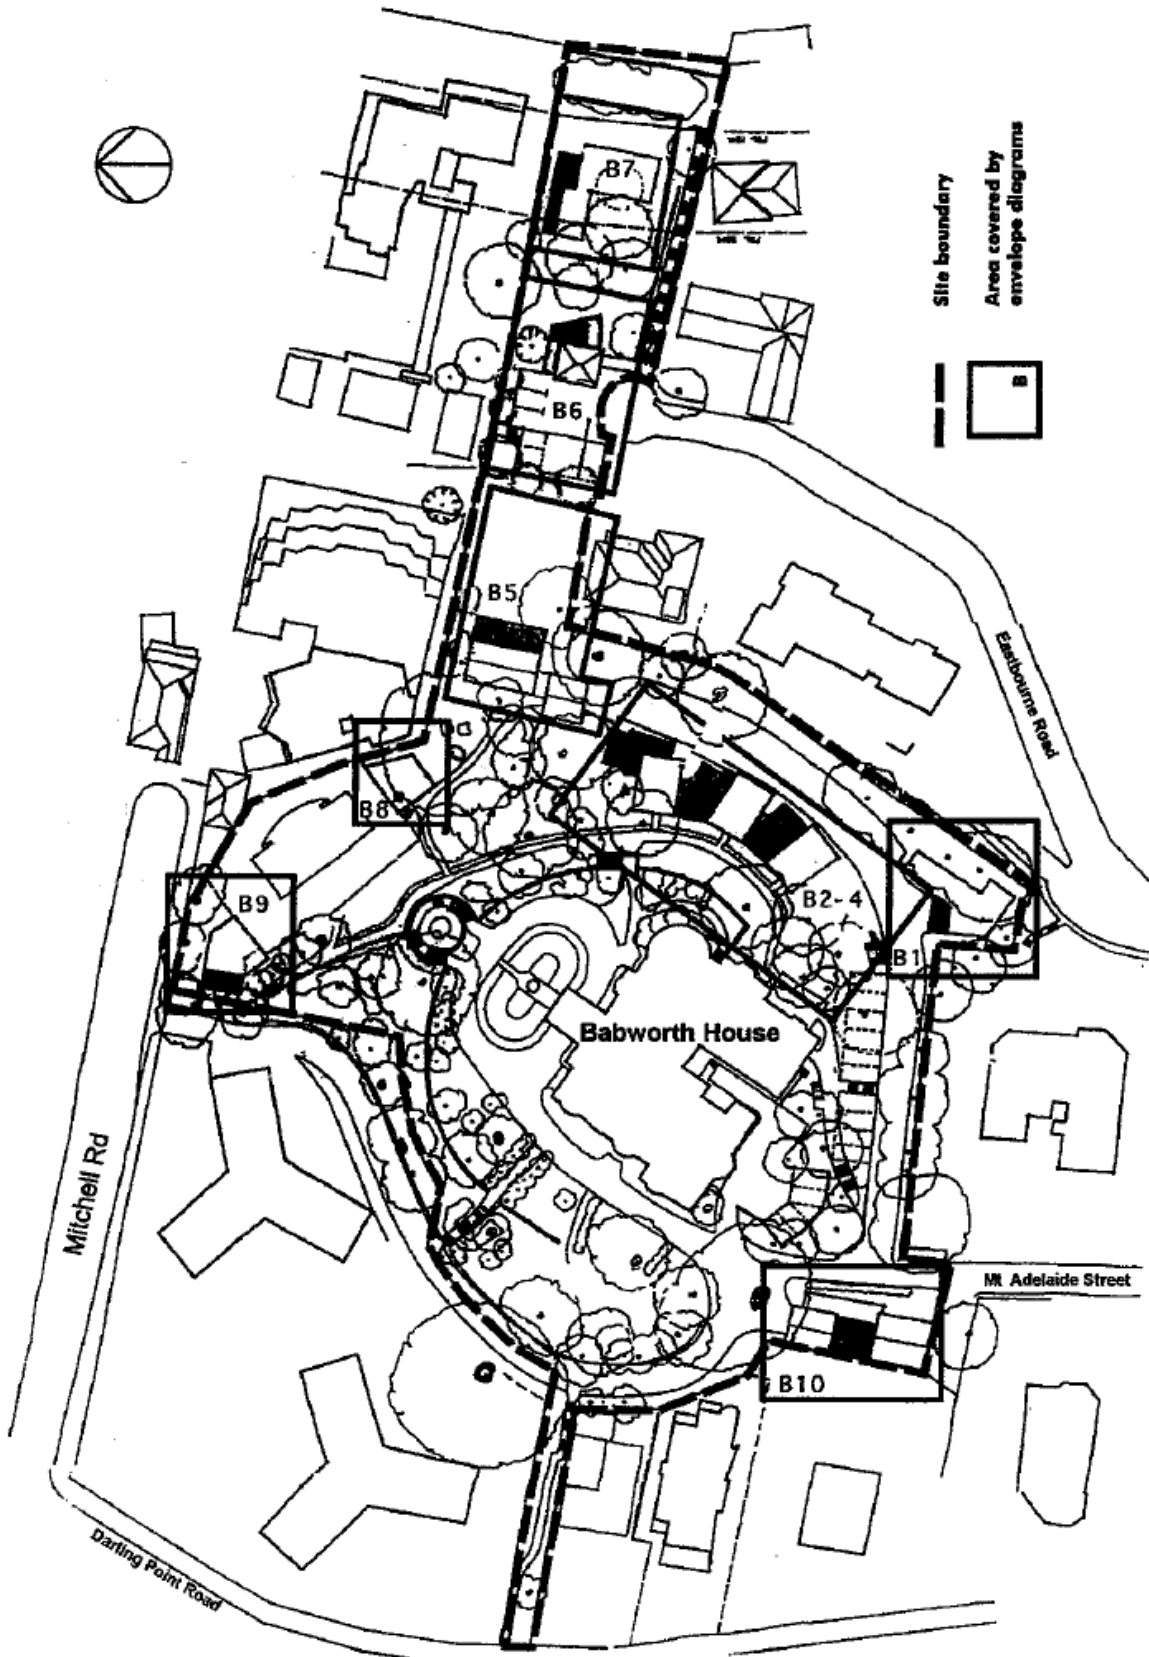 B7
Site boundary
Area covered by
envelope diagrams
B
B6
B5
Eastbourne Road
B8
B9
B2-4
B1
Babworth House
Mitchell Rd
Mt Adelaide Street
B10
Darling Point Road